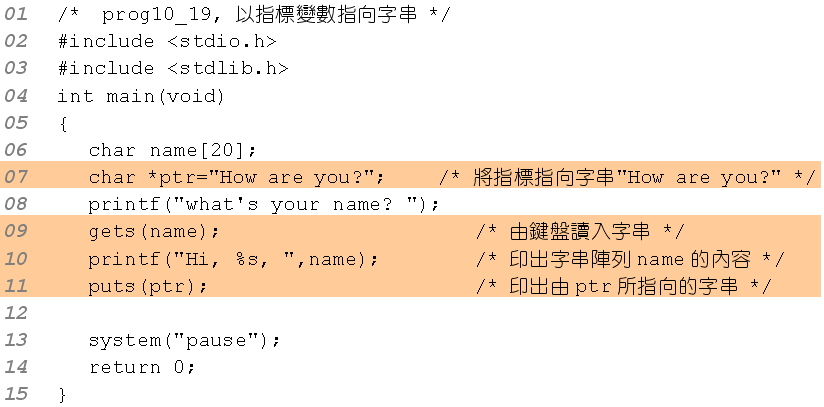 01 /* prog10_19, 以指標變數指向字串 */
02 #include <stdio.h>
03 #include <stdlib.h>
04 int main(void)
05 {
06 char name[20];
07 char *ptr="How are you?"; /* 將指標指向字串"How are you?" */
08 printf("what's your name? ");
09 gets(name); /* 由鍵盤讀入字串 */
10 printf("Hi, %s, ",name); /* 印出字串陣列 name 的內容 */
11 puts(ptr); /* 印出由 ptr 所指向的字串 */
12
13 system("pause");
14 return 0;
15 }